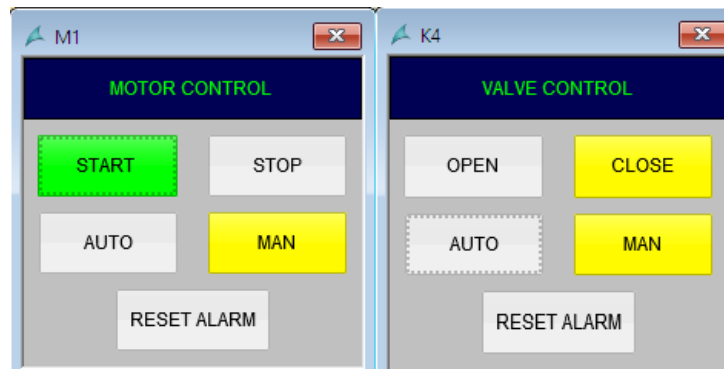 M1
MOTOR CONTROL
START STOP
AUTO MAN
RESET ALARM
K4
VALVE CONTROL
OPEN CLOSE
AUTO MAN
RESET ALARM